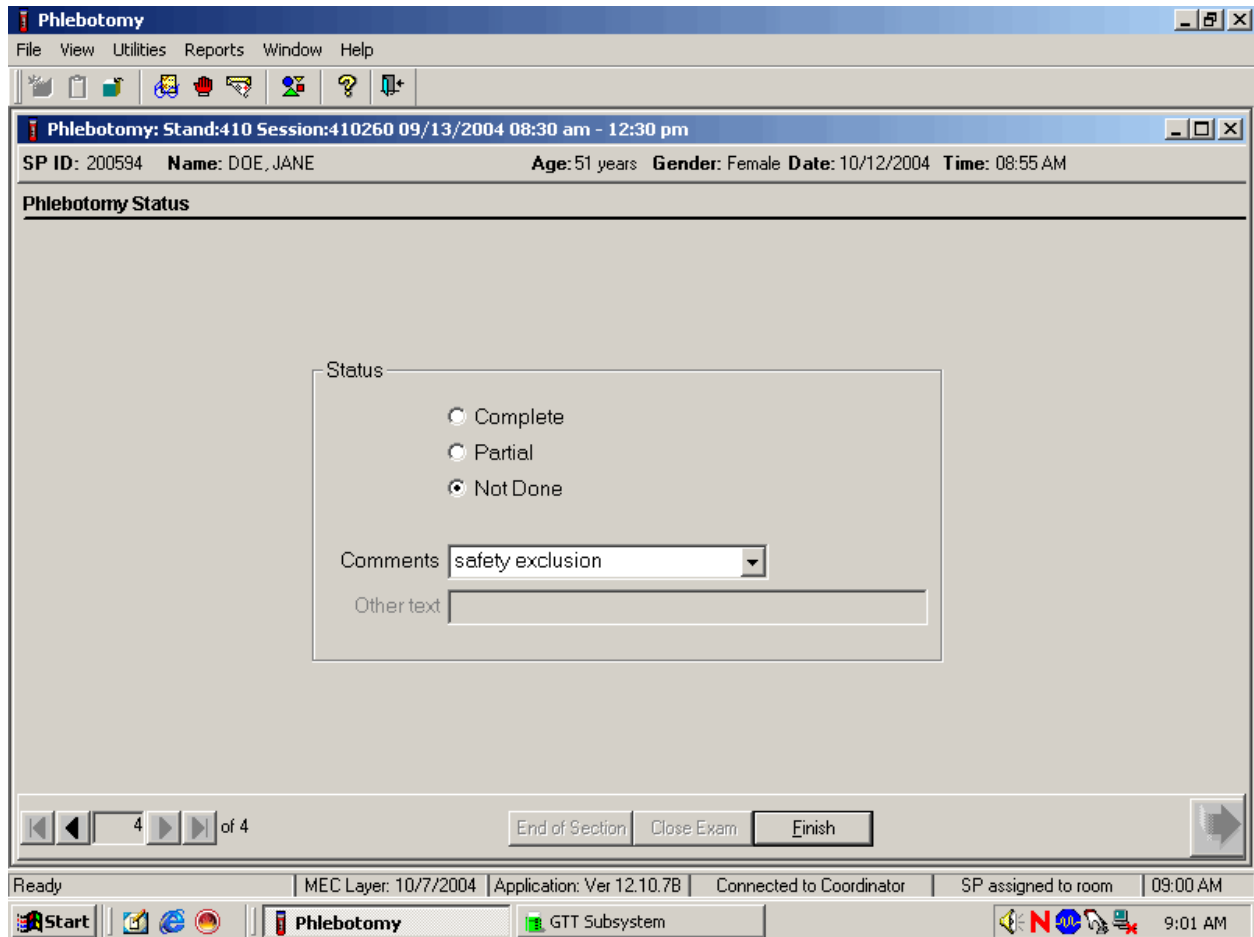 Phlebotomy
File View Utilities Reports Window Help
Phlebotomy: Stand:410 Session:410260 09/13/2004 08:30 am - 12:30 pm
SP ID: 200594 Name: DOE, JANE Age: 51 years Gender: Female Date: 10/12/2004 Time: 08:55 AM
Phlebotomy Status
Status
Complete
Partial
Not Done
Comments safety exclusion
Other text
4 of 4 End of Section Close Exam Finish
Ready MEC Layer: 10/7/2004 Application: Ver 12.10.7B Connected to Coordinator SP assigned to room 09:00 AM
Start Phlebotomy GTT Subsystem N 9:01 AM